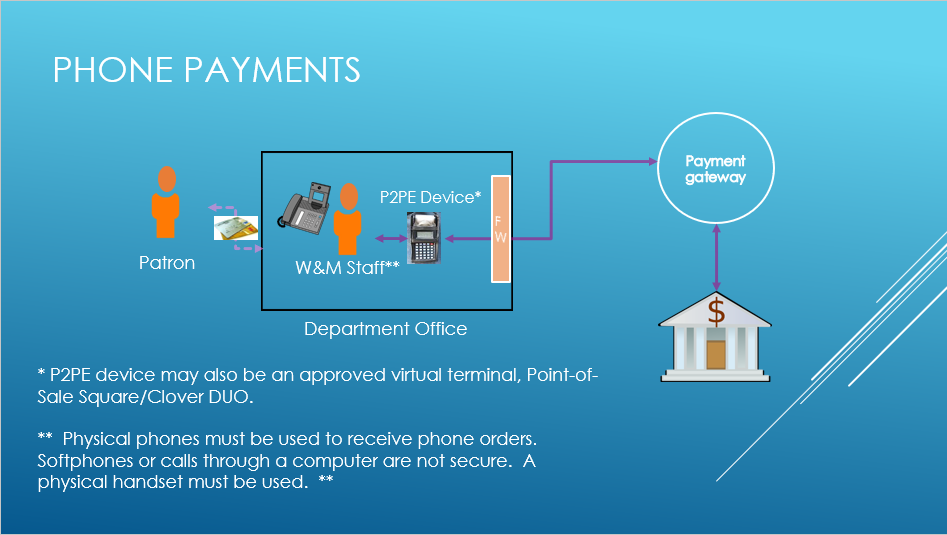 PHONE PAYMENTS
Payment
gateway
P2PE Device*
F
W
Patron
W&M Staff**
$
Department Office
* P2PE device may also be an approved virtual terminal, Point-of-
Sale Square/Clover DUO.
** Physical phones must be used to receive phone orders.
Softphones or calls through a computer are not secure. A
physical handset must be used. **